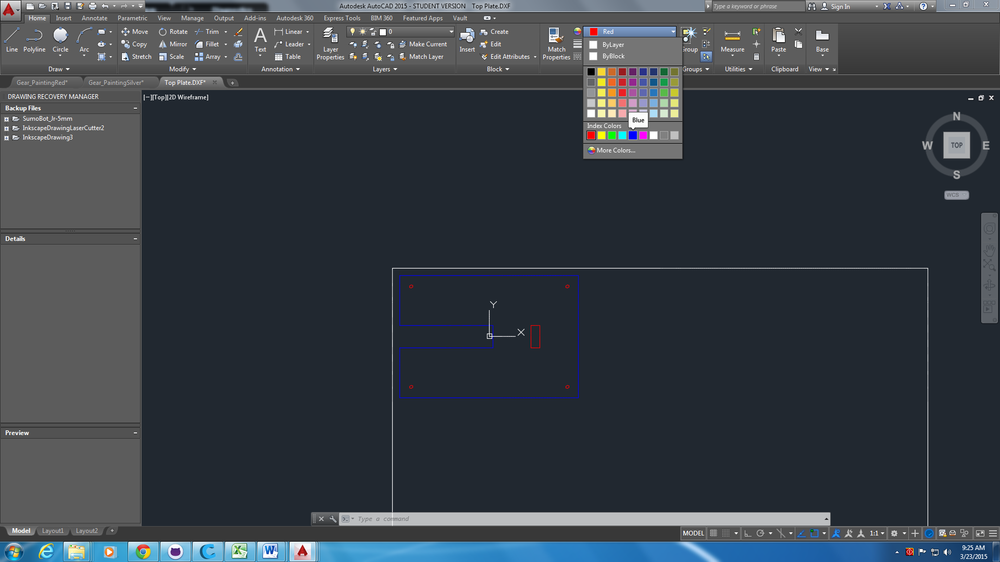 Autodesk AutoCAD 2015 - STUDENT VERSION Top Plate.DXF
Type a keyword or phrase
Sign In
Home Insert Annotate Parametric View Manage Output Add-ins Autodesk 360 Express Tools BIM 360 Featured Apps Vault
Move Rotate Trim Linear 0 Create Red
Copy Mirror Fillet Leader Make Current Edit ByLayer
Line Polyline Circle Arc Text Layer Properties Insert Match Properties Group Measure Paste Base
Stretch Scale Array Table Match Layer Edit Attributes ByBlock
Draw Modify Annotation Layers Block Groups Utilities Clipboard View
Gear_PaintingRed* Gear_PaintingSilver* Top Plate.DXF*
DRAWING RECOVERY MANAGER
[−][Top][2D Wireframe]
Backup Files
SumoBot_Jr-5mm
InkscapeDrawingLaserCutter2
InkscapeDrawing3
Blue
Index Colors
More Colors...
N
W TOP E
S
WCS
Details
Y
X
Preview
Type a command
Model Layout1 Layout2
MODEL 1:1
9:25 AM
3/23/2015